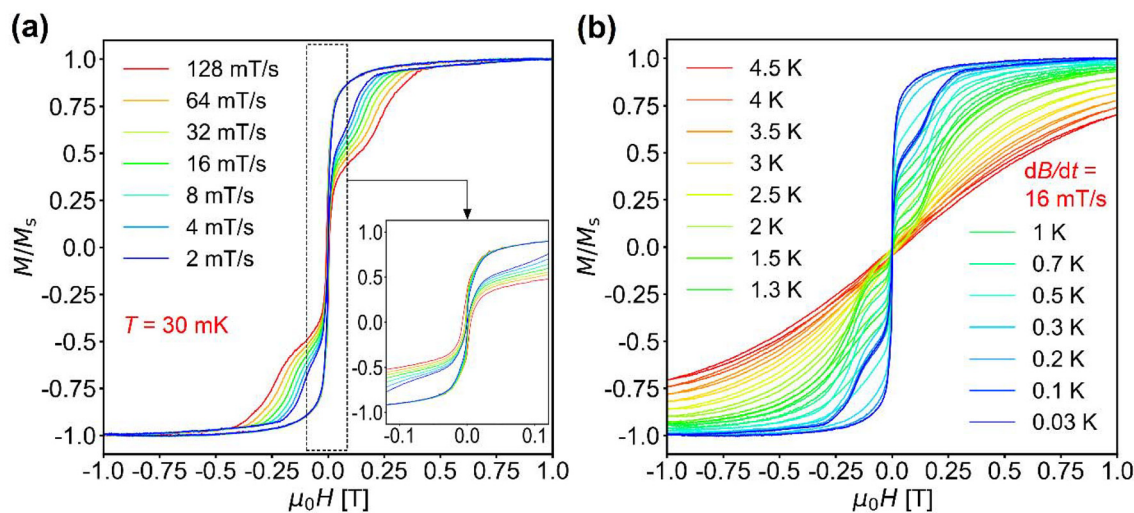 (a)
1.0
0.75
0.5
0.25
0.0
-0.25
-0.5
-0.75
-1.0
M/Ms
128 mT/s
64 mT/s
32 mT/s
16 mT/s
8 mT/s
4 mT/s
2 mT/s
T = 30 mK
1.0
0.5
0.0
-0.5
-1.0
-0.1 0.0 0.1
-1.0 -0.75 -0.5 -0.25 0.00 0.25 0.50 0.75 1.0
μ0H [T]
(b)
1.0
0.75
0.5
0.25
0.0
-0.25
-0.5
-0.75
-1.0
M/Ms
4.5 K
4 K
3.5 K
3 K
2.5 K
2 K
1.5 K
1.3 K
dB/dt =
16 mT/s
1 K
0.7 K
0.5 K
0.3 K
0.2 K
0.1 K
0.03 K
-1.0 -0.75 -0.5 -0.25 0.00 0.25 0.50 0.75 1.0
μ0H [T]